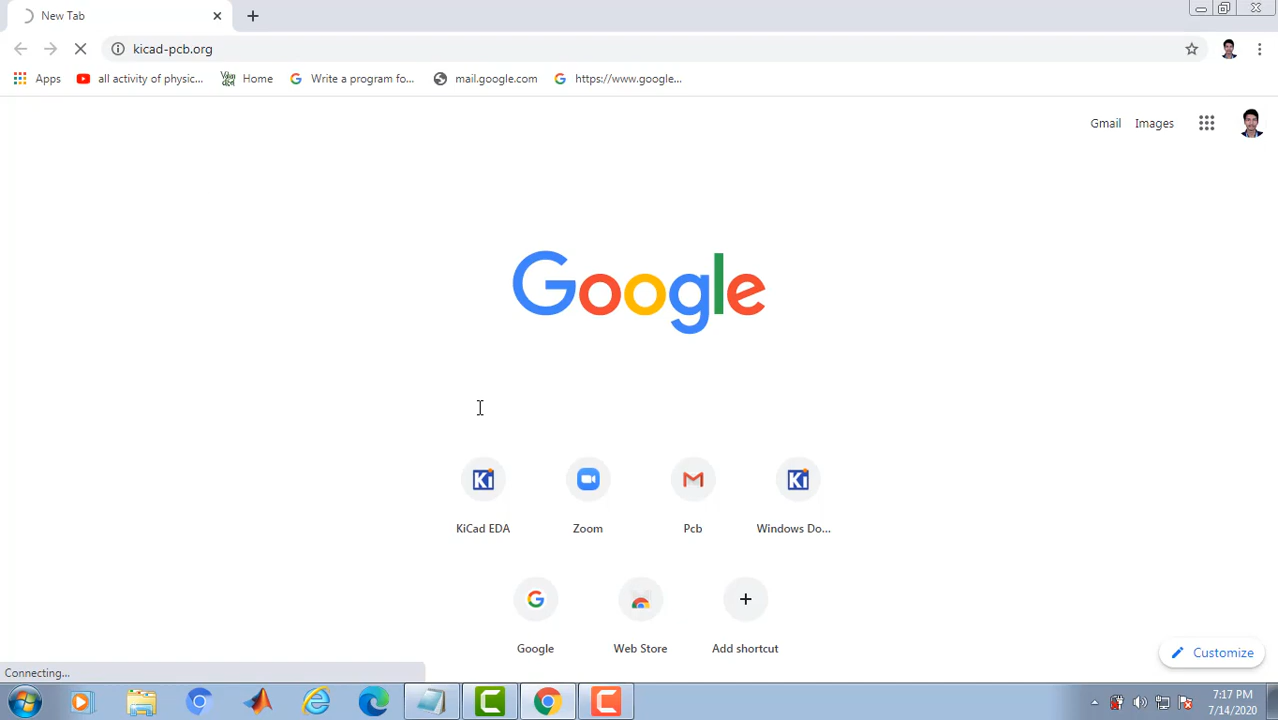 New Tab
kicad-pcb.org
Apps
all activity of physic...
Home
Write a program fo...
mail.google.com
https://www.google...
Gmail
Images
Google
KiCad EDA
Zoom
Pcb
Windows Do...
Google
Web Store
Add shortcut
Customize
Connecting...
7:17 PM
7/14/2020